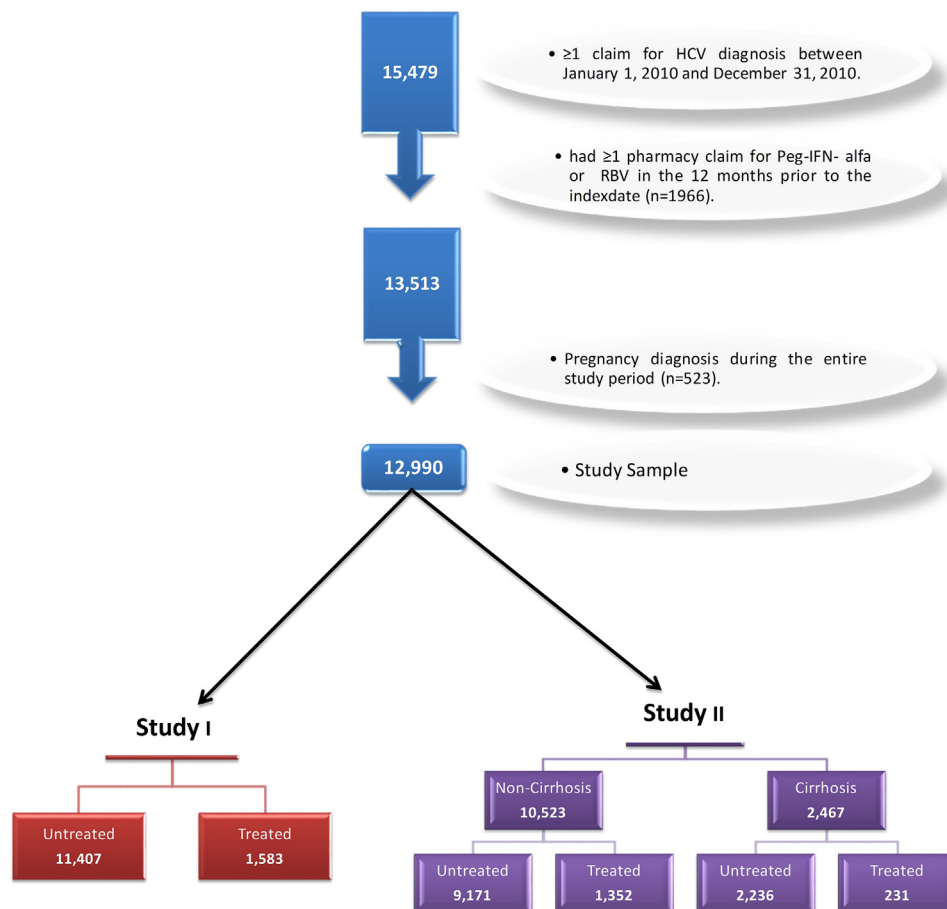 15,479
• ≥1 claim for HCV diagnosis between
January 1, 2010 and December 31, 2010.
• had ≥1 pharmacy claim for Peg-IFN- alfa
or RBV in the 12 months prior to the
indexdate (n=1966).
13,513
• Pregnancy diagnosis during the entire
study period (n=523).
12,990
• Study Sample
Study I
Untreated
11,407
Treated
1,583
Study II
Non-Cirrhosis
10,523
Cirrhosis
2,467
Untreated
9,171
Treated
1,352
Untreated
2,236
Treated
231